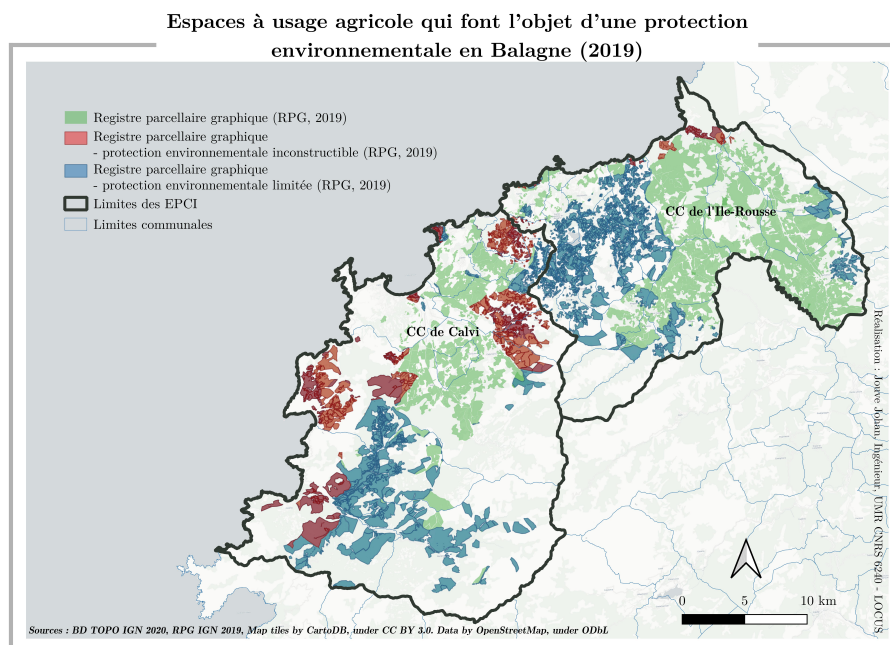 Espaces à usage agricole qui font l'objet d'une protection
environnementale en Balagne (2019)
Registre parcellaire graphique (RPG, 2019)
Registre parcellaire graphique
- protection environnementale inconstructible (RPG, 2019)
Registre parcellaire graphique
- protection environnementale limitée (RPG, 2019)
Limites des EPCI
Limites communales
CC de l'Ile-Rousse
CC de Calvi
Réalisation : Jouve Johan, Ingénieur, UMR CNRS 6240 - LOCUS
0 5 10 km
Sources : BD TOPO IGN 2020, RPG IGN 2019, Map tiles by CartoDB, under CC BY 3.0. Data by OpenStreetMap, under ODbL